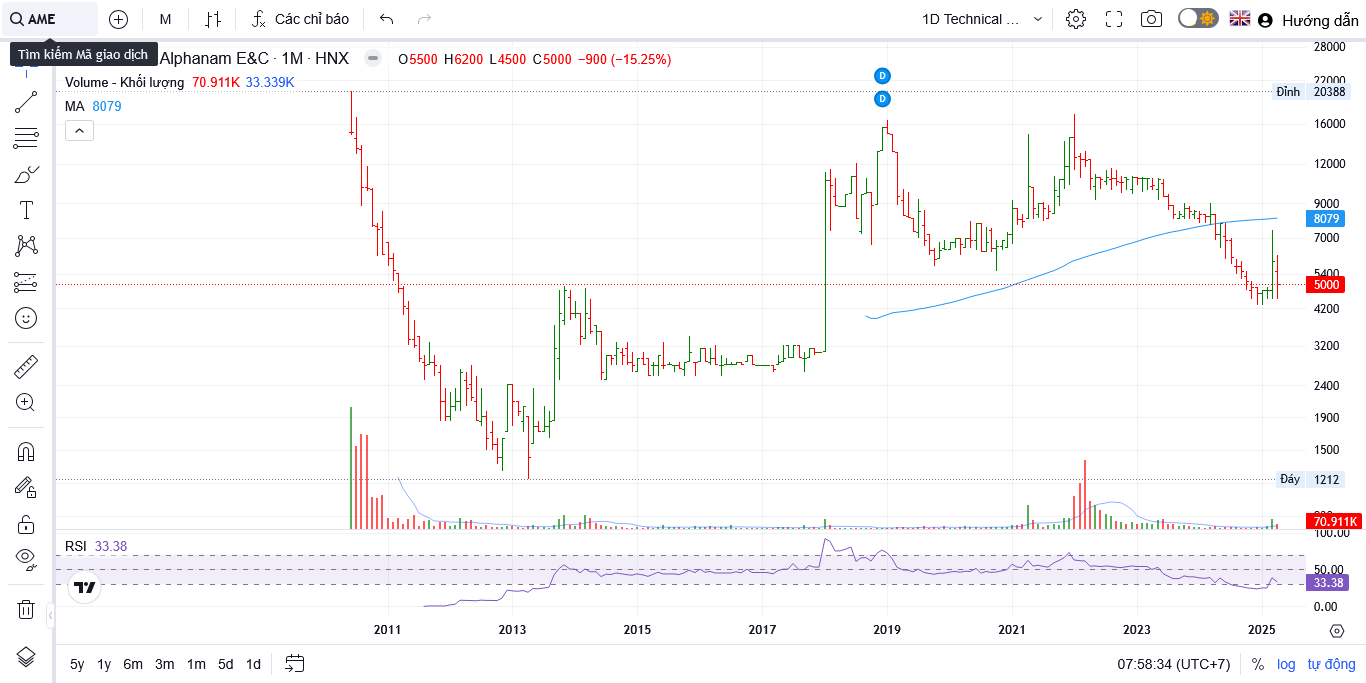 AME
M
Các chỉ báo
1D Technical ...
Hướng dẫn
Tìm kiếm Mã giao dịch
Alphanam E&C · 1M · HNX
O5500 H6200 L4500 C5000 −900 (−15.25%)
Volume - Khối lượng 70.911K 33.339K
MA 8079
D
D
28000
22000
Đỉnh 20388
16000
12000
9000
8079
7000
5400
5000
4200
3200
2400
1900
1500
Đáy 1212
70.911K
100.00
RSI 33.38
50.00
33.38
0.00
2011 2013 2015 2017 2019 2021 2023 2025
5y 1y 6m 3m 1m 5d 1d
07:58:34 (UTC+7) % log tự động